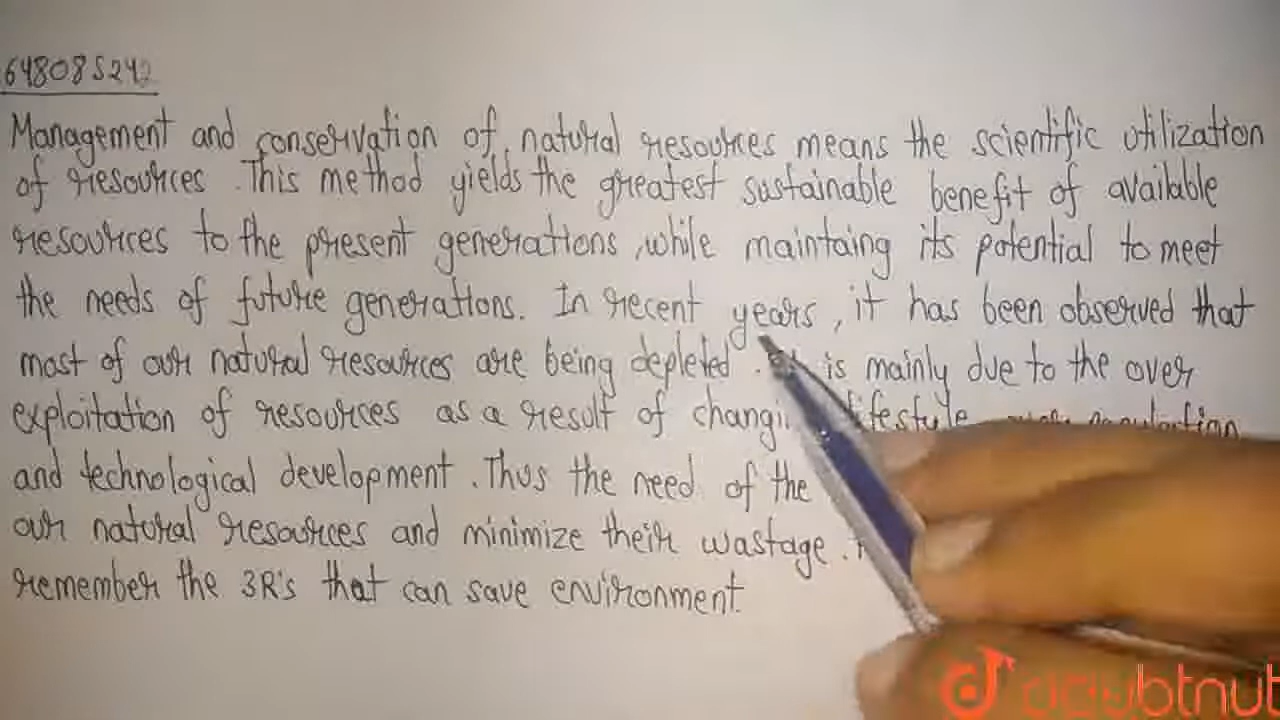 648085242
Management and conservation of natural resources means the scientific utilization
of resources. This method yields the greatest sustainable benefit of available
resources to the present generations, while maintaing its potential to meet
the needs of future generations. In recent years, it has been observed that
most of our natural resources are being depleted. is mainly due to the over
exploitation of resources as a result of lifestyle population
and technological development. Thus the need of the
our natural resources and minimize their wastage.
remember the 3R's that can save environment.
doubtnut